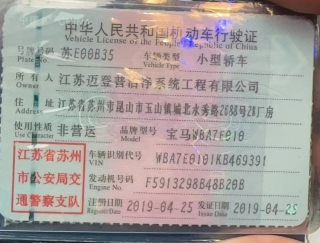 中华人民共和国机动车行驶证
Vehicle License of the People's Republic of China
号牌号码 苏E00B35 车辆类型 小型轿车
Plate No. Vehicle Type
所有人 江苏迈登普洁净系统工程有限公司
Owner
住址 江苏省苏州市昆山市玉山镇城北水秀路2688号2#厂房
Address
使用性质 非营运 品牌型号 宝马WBA7E010
Use Character Model
江苏省苏州
市公安局交
通警察支队
车辆识别代号 WBA7E0101KB469391
VIN
发动机号码 F5913298B48B20B
Engine No.
注册日期 2019-04-25 发证日期 2019-04-25
Register Date Issue Date